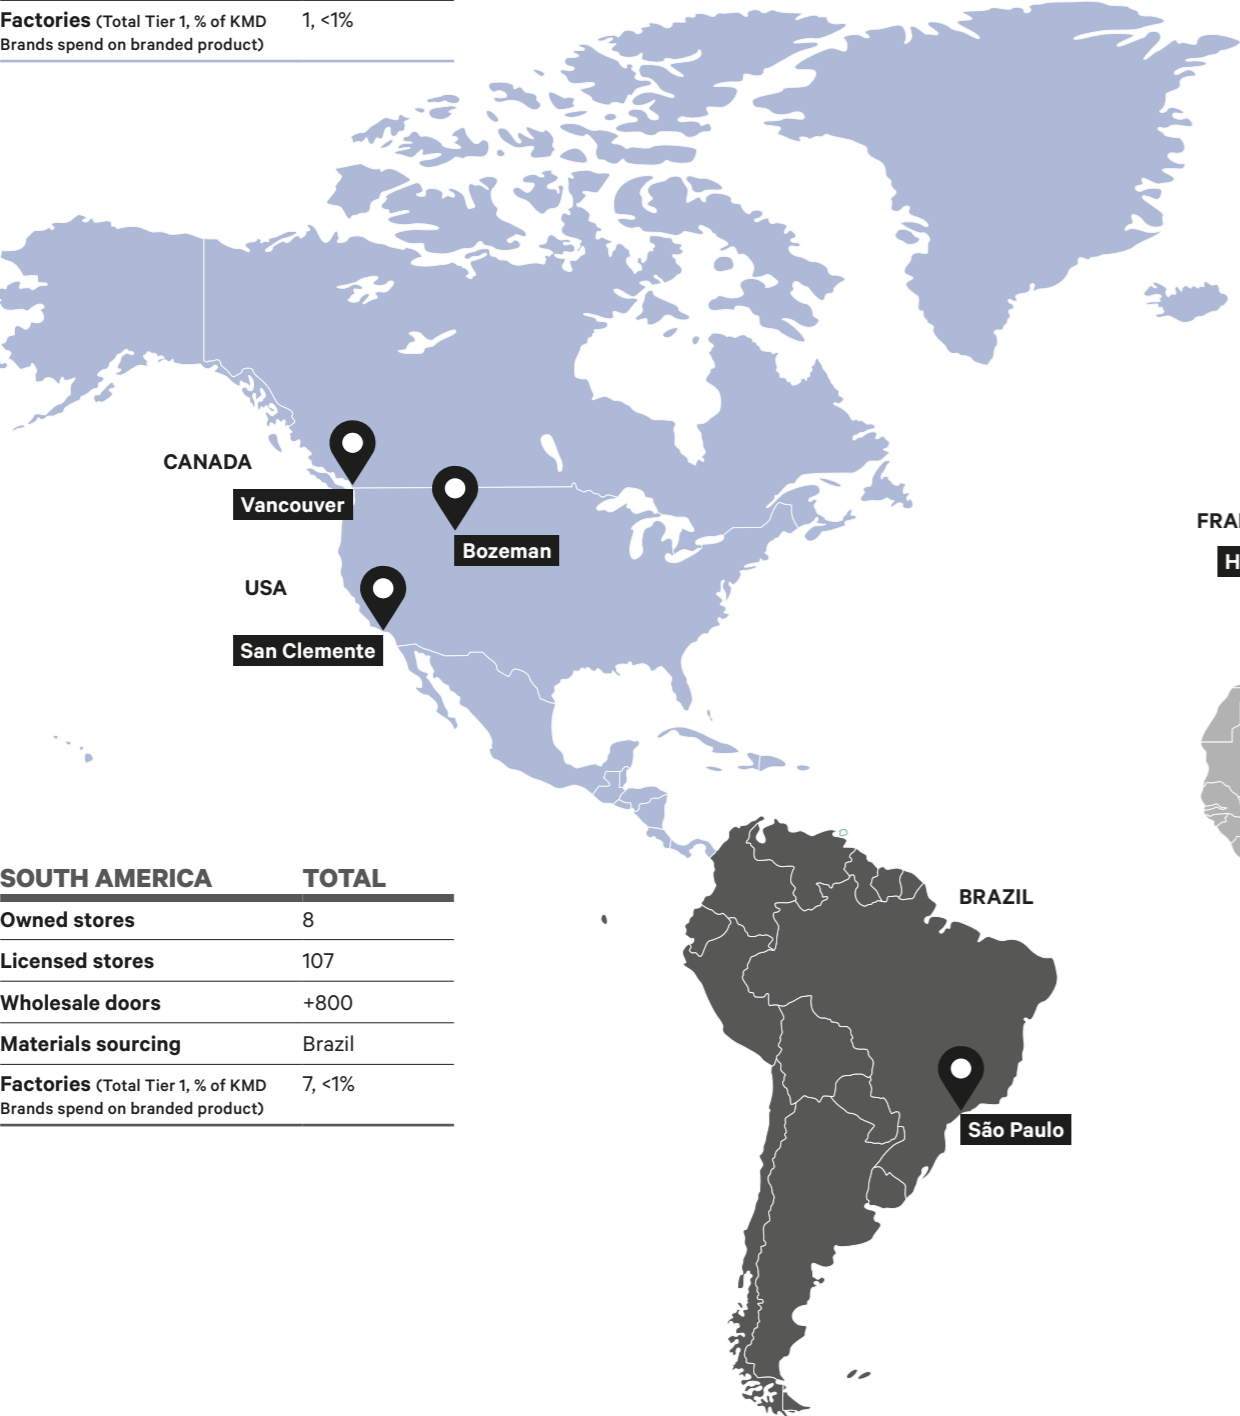 Factories (Total Tier 1, % of KMD 1, <1%
Brands spend on branded product)
CANADA
Vancouver
Bozeman
USA
San Clemente
FRA
H
SOUTH AMERICA TOTAL
Owned stores 8
Licensed stores 107
Wholesale doors +800
Materials sourcing Brazil
Factories (Total Tier 1, % of KMD 7, <1%
Brands spend on branded product)
BRAZIL
São Paulo